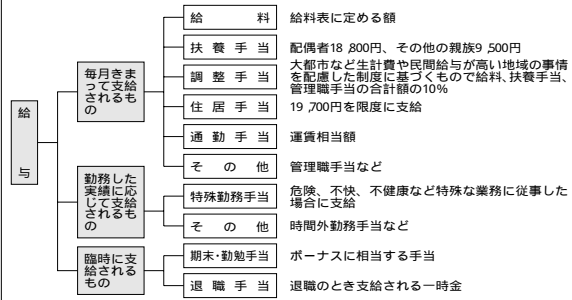 給与
毎月きま
って支給
されるも
の
給料
給料表に定める額
扶養手当
配偶者18,800円、その他の親族9,500円
調整手当
大都市など生計費や民間給与が高い地域の事情
を配慮した制度に基づくもので給料、扶養手当、
管理職手当の合計額の10%
住居手当
19,700円を限度に支給
通勤手当
運賃相当額
その他
管理職手当など
勤務した
実績に応
じて支給
されるも
の
特殊勤務手当
危険、不快、不健康など特殊な業務に従事した
場合に支給
その他
時間外勤務手当など
臨時に支
給される
もの
期末・勤勉手当
ボーナスに相当する手当
退職手当
退職のとき支給される一時金